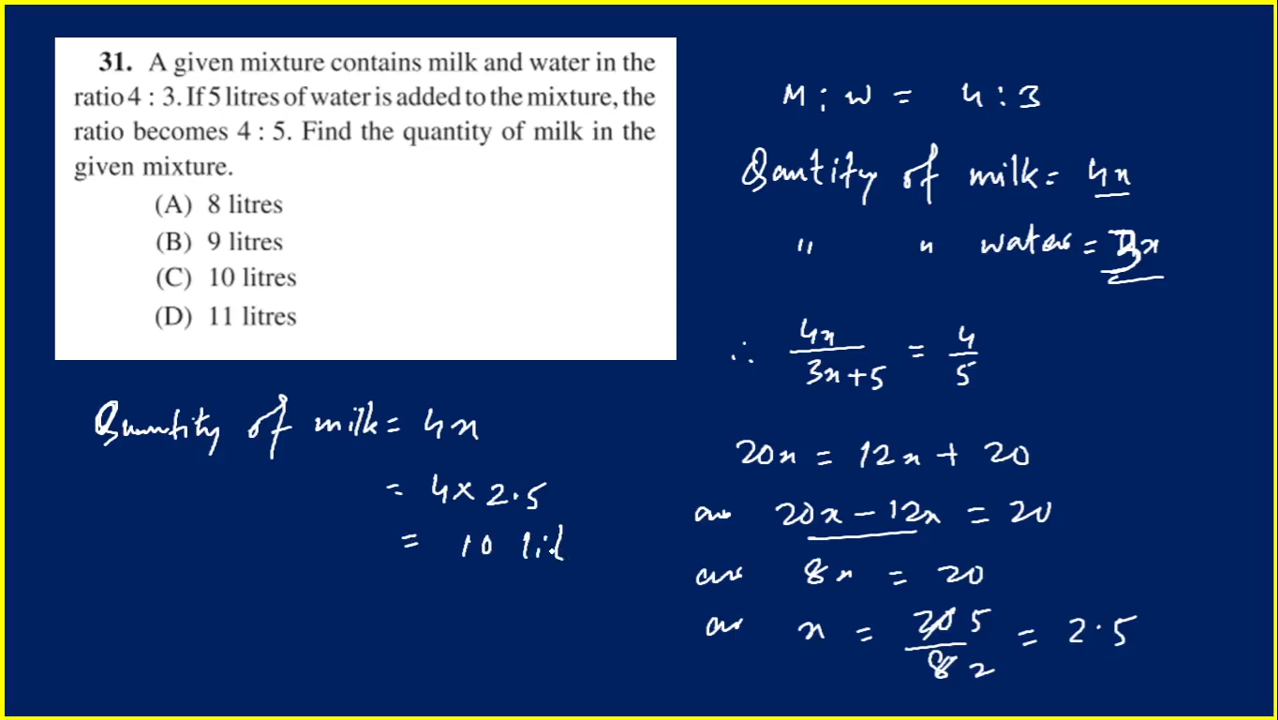 31. A given mixture contains milk and water in the
ratio 4 : 3. If 5 litres of water is added to the mixture, the
ratio becomes 4 : 5. Find the quantity of milk in the
given mixture.
(A) 8 litres
(B) 9 litres
(C) 10 litres
(D) 11 litres
Quantity of milk = 4x
= 4 × 2.5
= 10 lit
M : W = 4 : 3
Qantity of milk = 4x
" " water = 3x
∴ 4x / 3x+5 = 4 / 5
20x = 12x + 20
or 20x - 12x = 20
or 8x = 20
or x = 20 5 / 8 2 = 2.5